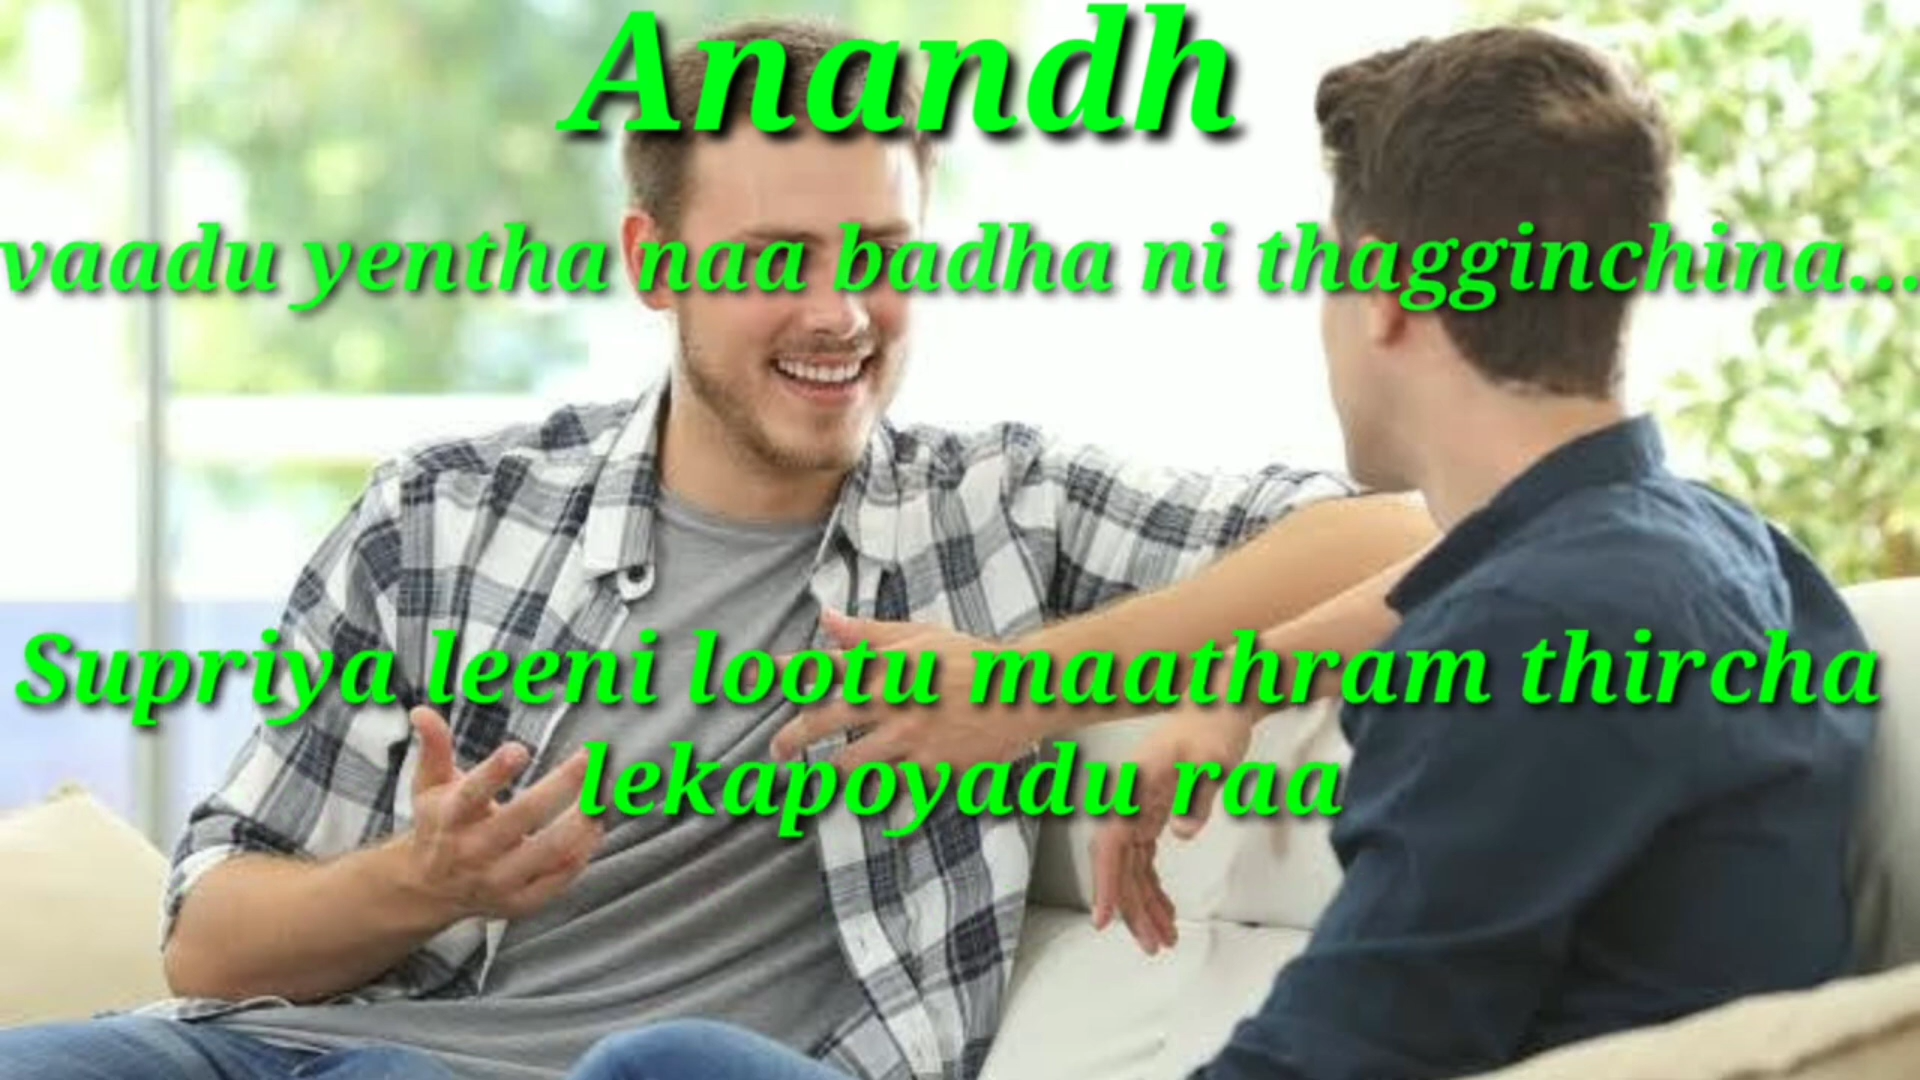 Anandh
vaadu yentha naa badha ni thagginchina...
Supriya leeni lootu maathram thircha
lekapoyadu raa